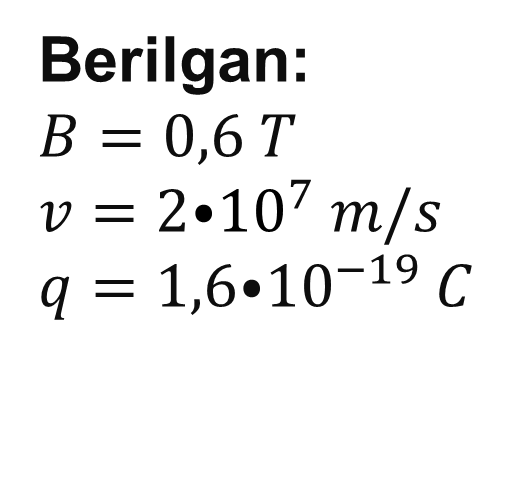 Berilgan:
B = 0,6 T
v = 2•10⁷ m/s
q = 1,6•10⁻¹⁹ C